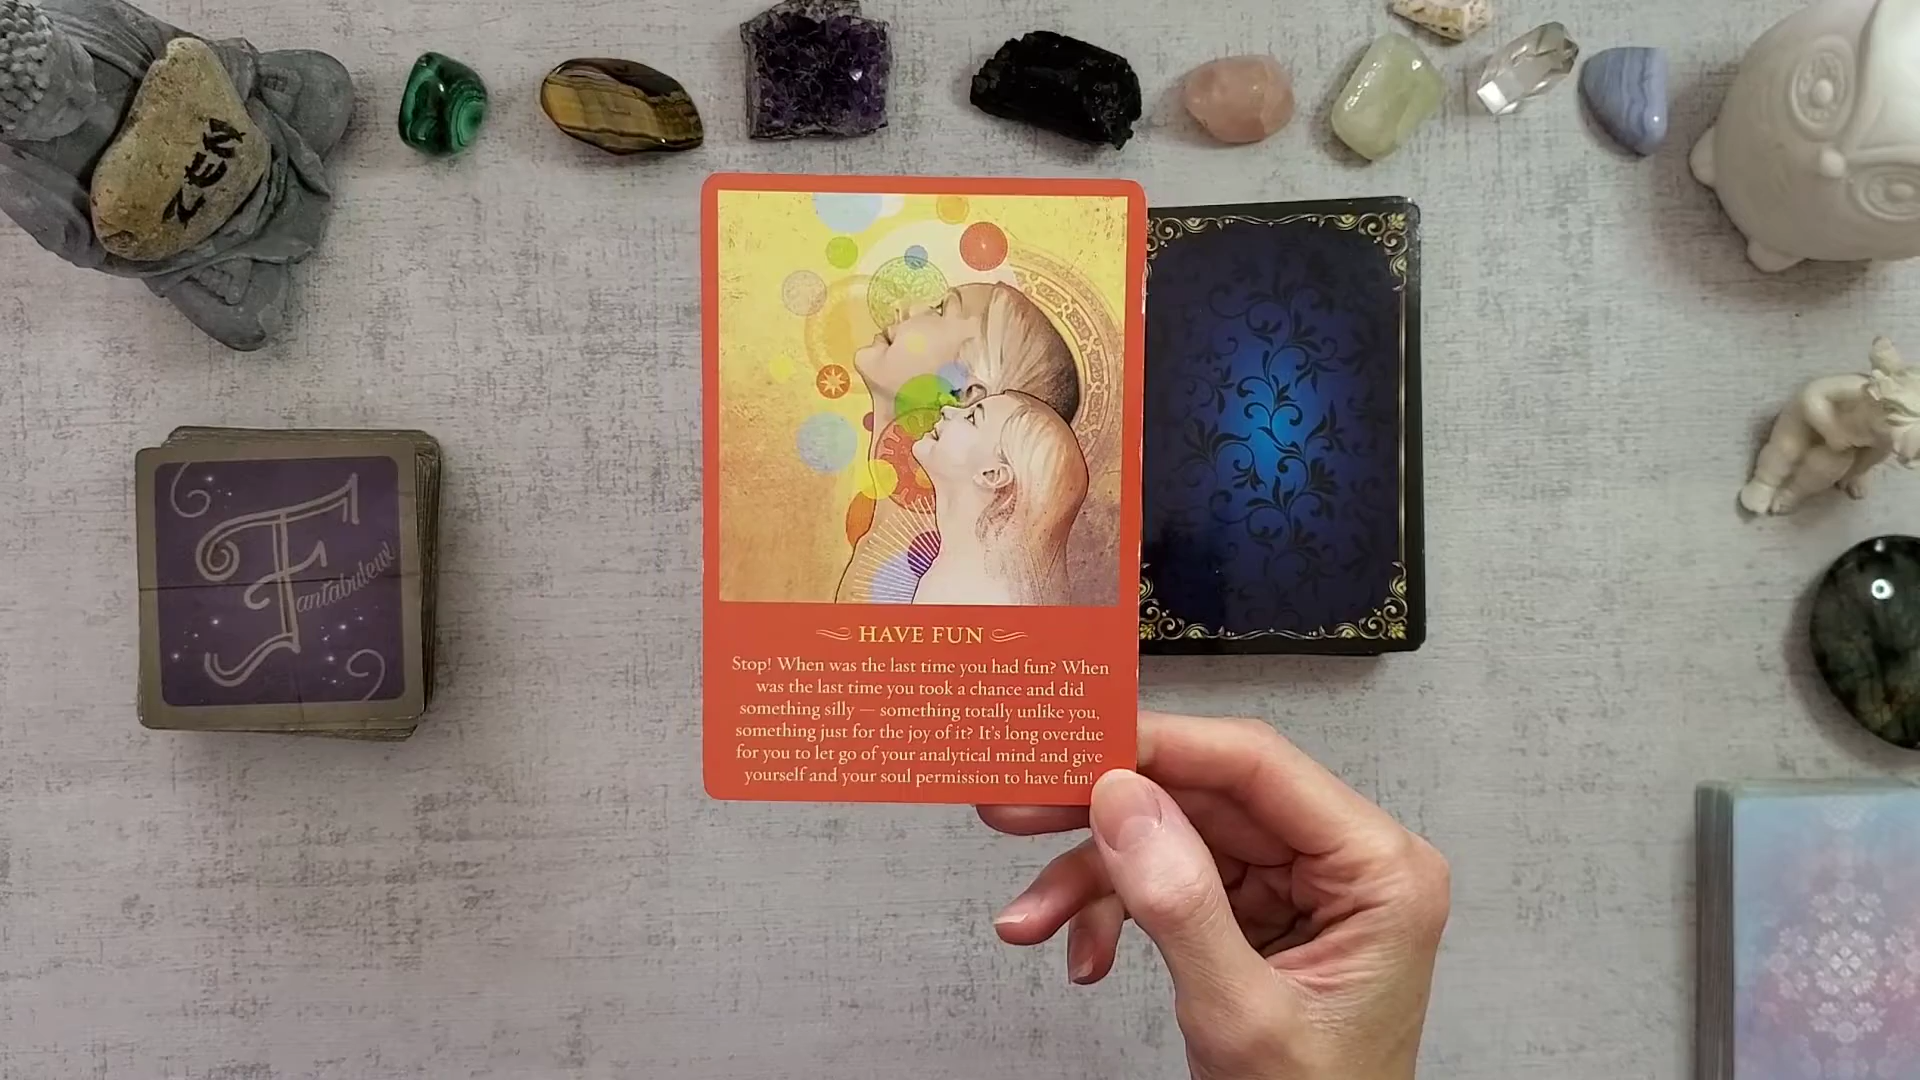 ZEN
Fantabulewl
HAVE FUN
Stop! When was the last time you had fun? When
was the last time you took a chance and did
something silly — something totally unlike you,
something just for the joy of it? It's long overdue
for you to let go of your analytical mind and give
yourself and your soul permission to have fun!